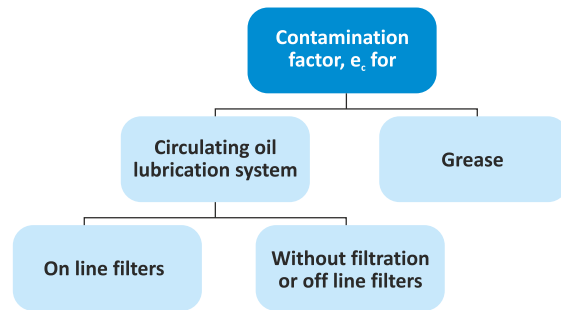 Contamination
factor, ec for
Circulating oil
lubrication system
Grease
On line filters
Without filtration
or off line filters